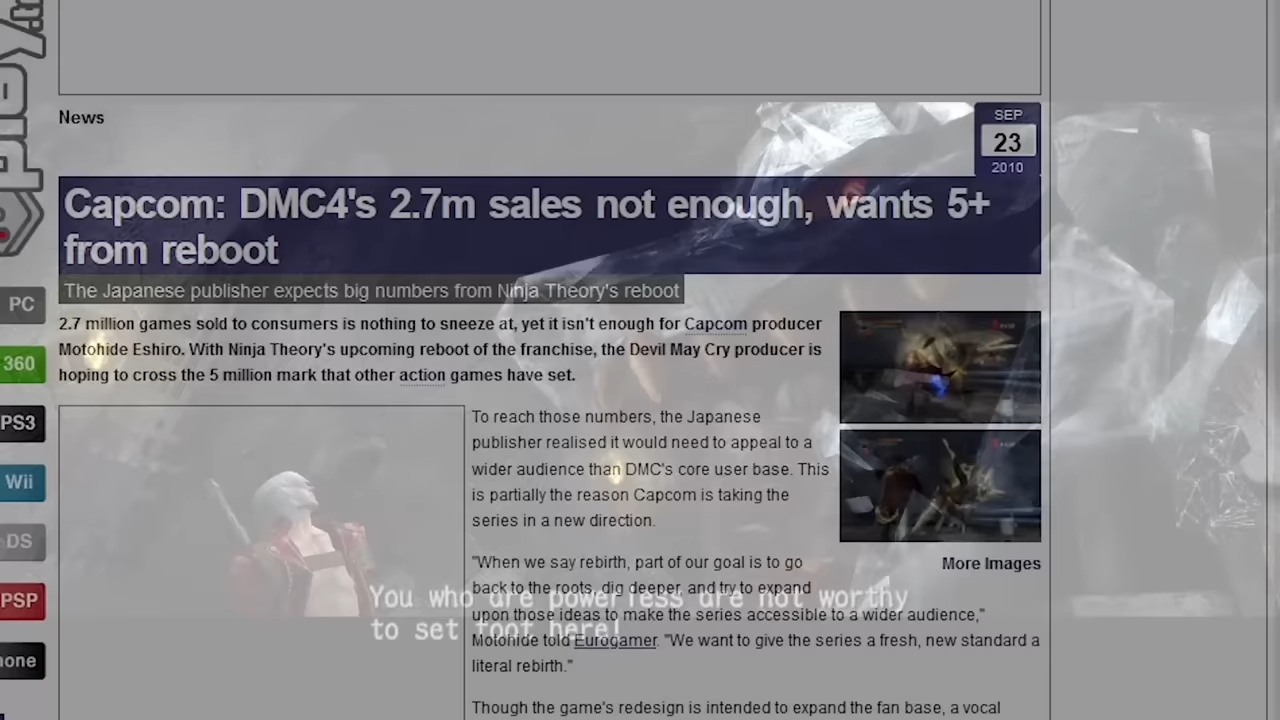 News
SEP
23
2010
Capcom: DMC4's 2.7m sales not enough, wants 5+
from reboot
The Japanese publisher expects big numbers from Ninja Theory's reboot
2.7 million games sold to consumers is nothing to sneeze at, yet it isn't enough for Capcom producer
Motohide Eshiro. With Ninja Theory's upcoming reboot of the franchise, the Devil May Cry producer is
hoping to cross the 5 million mark that other action games have set.
PC
360
PS3
Wii
DS
PSP
hone
To reach those numbers, the Japanese
publisher realised it would need to appeal to a
wider audience than DMC's core user base. This
is partially the reason Capcom is taking the
series in a new direction.
More Images
"When we say rebirth, part of our goal is to go
back to the roots, dig deeper, and try to expand
upon those ideas to make the series accessible to a wider audience,"
Motohide told Eurogamer. "We want to give the series a fresh, new standard a
literal rebirth."
Though the game's redesign is intended to expand the fan base, a vocal
You who are powerless are not worthy
to set foot here!